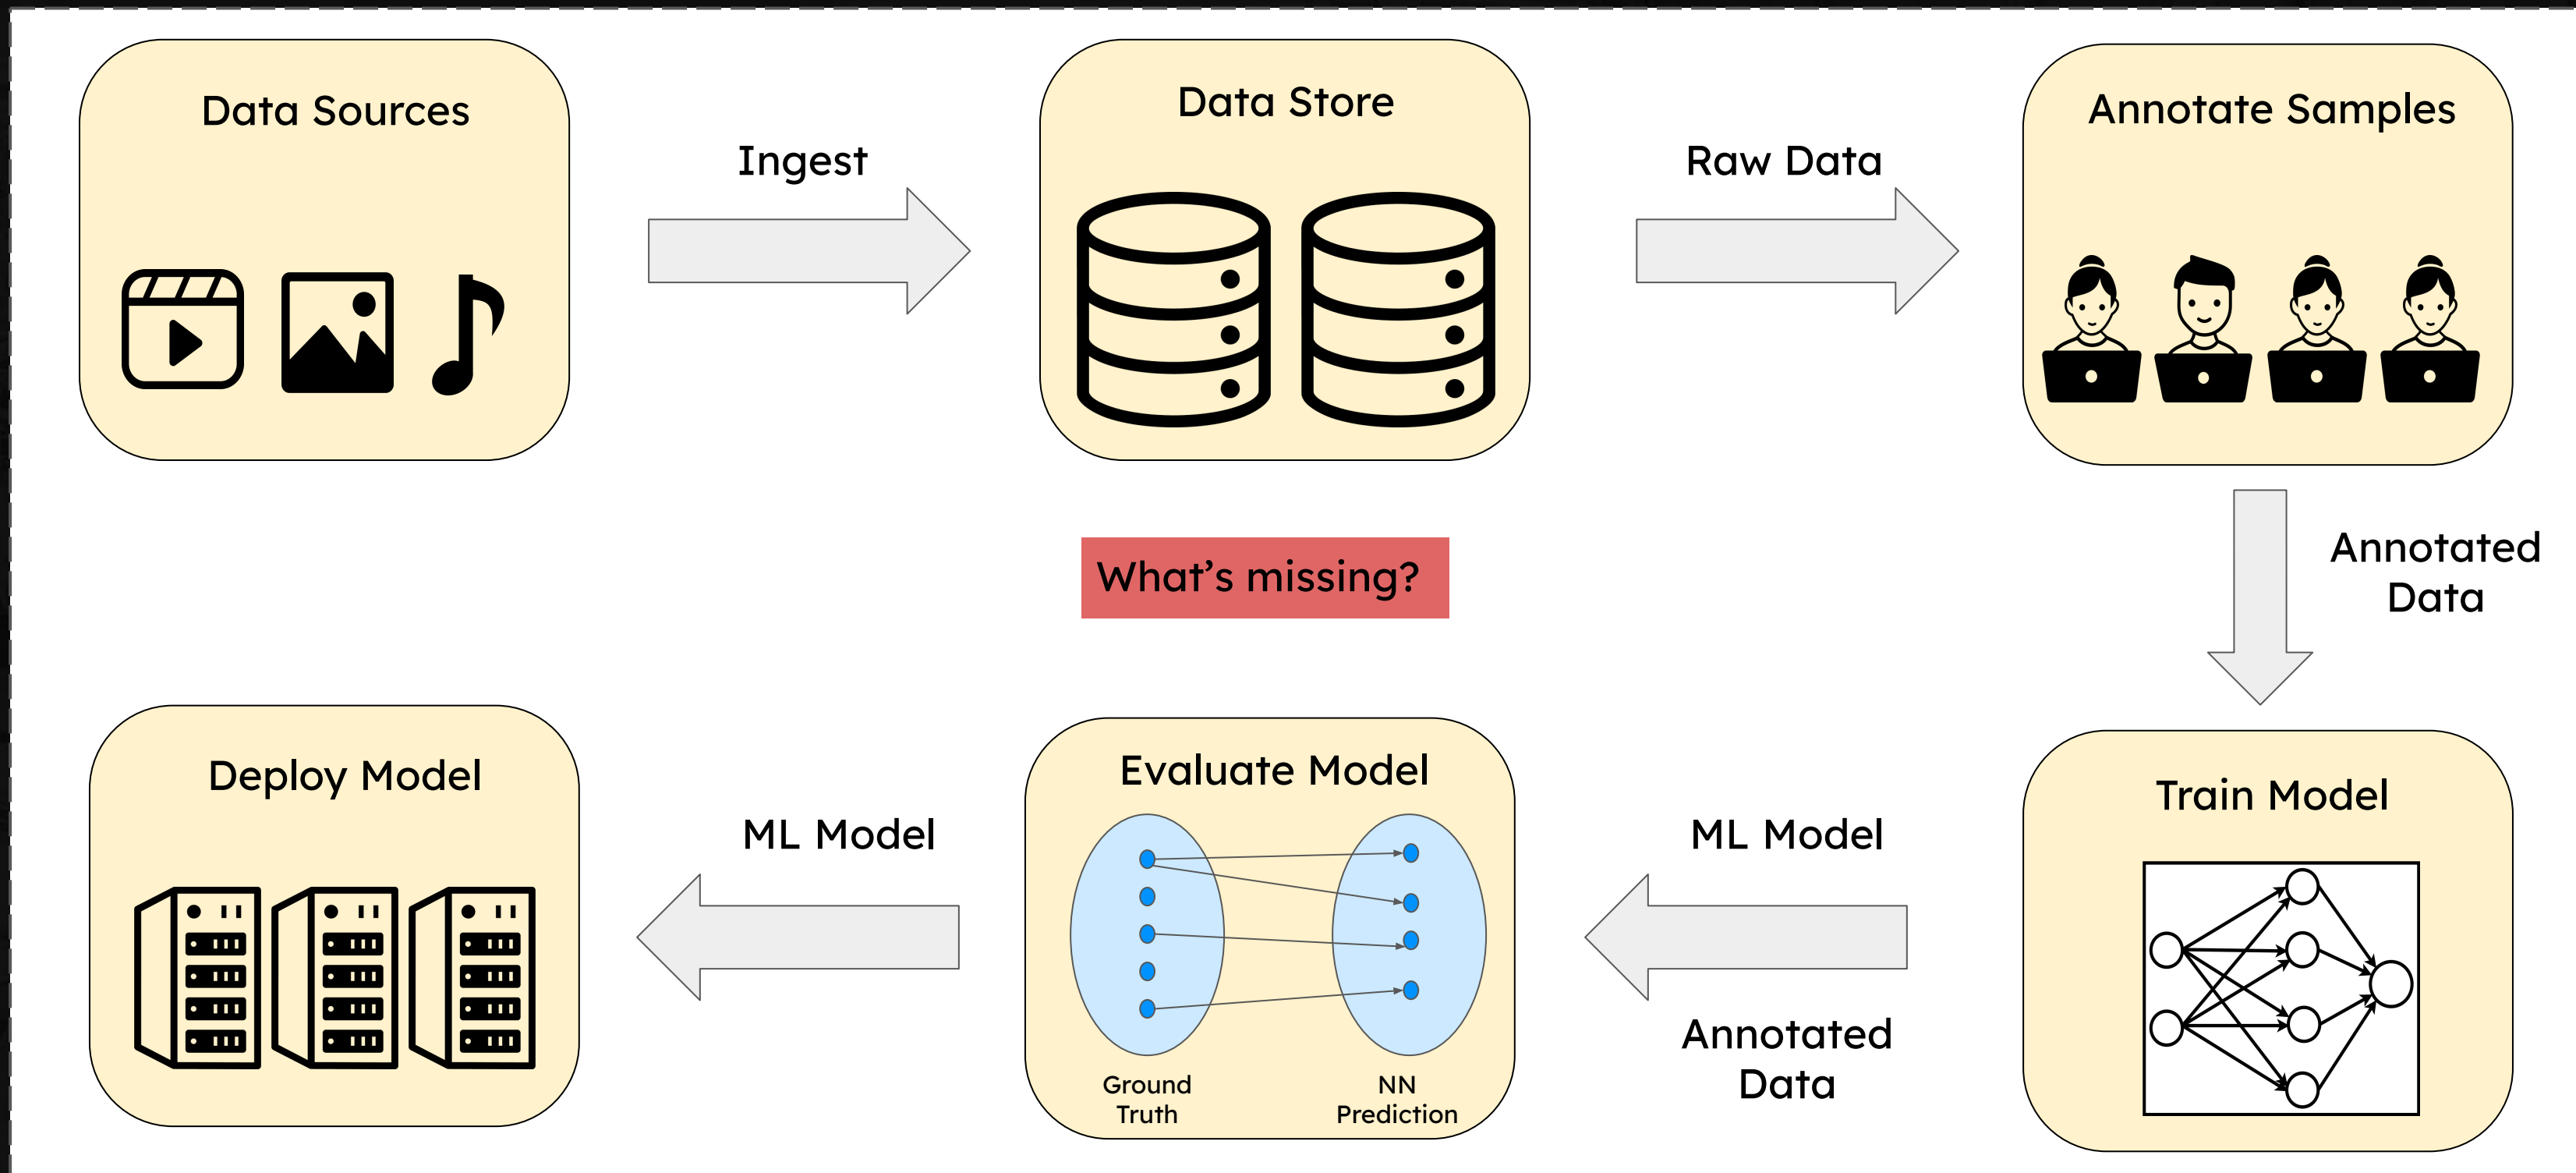 Data Sources
Ingest
Data Store
Raw Data
Annotate Samples
Annotated
Data
What's missing?
Deploy Model
ML Model
Evaluate Model
Ground
Truth
NN
Prediction
ML Model
Annotated
Data
Train Model